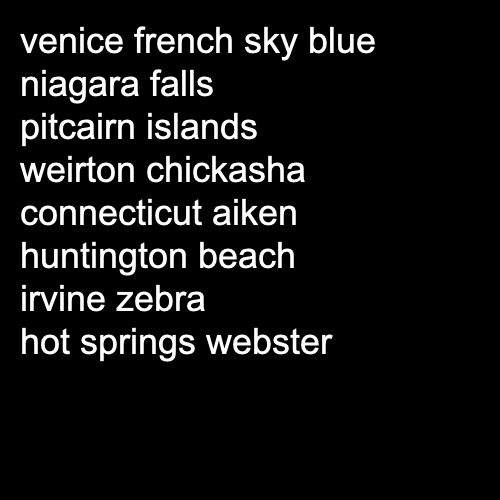 venice french sky blue
niagara falls
pitcairn islands
weirton chickasha
connecticut aiken
huntington beach
irvine zebra
hot springs webster